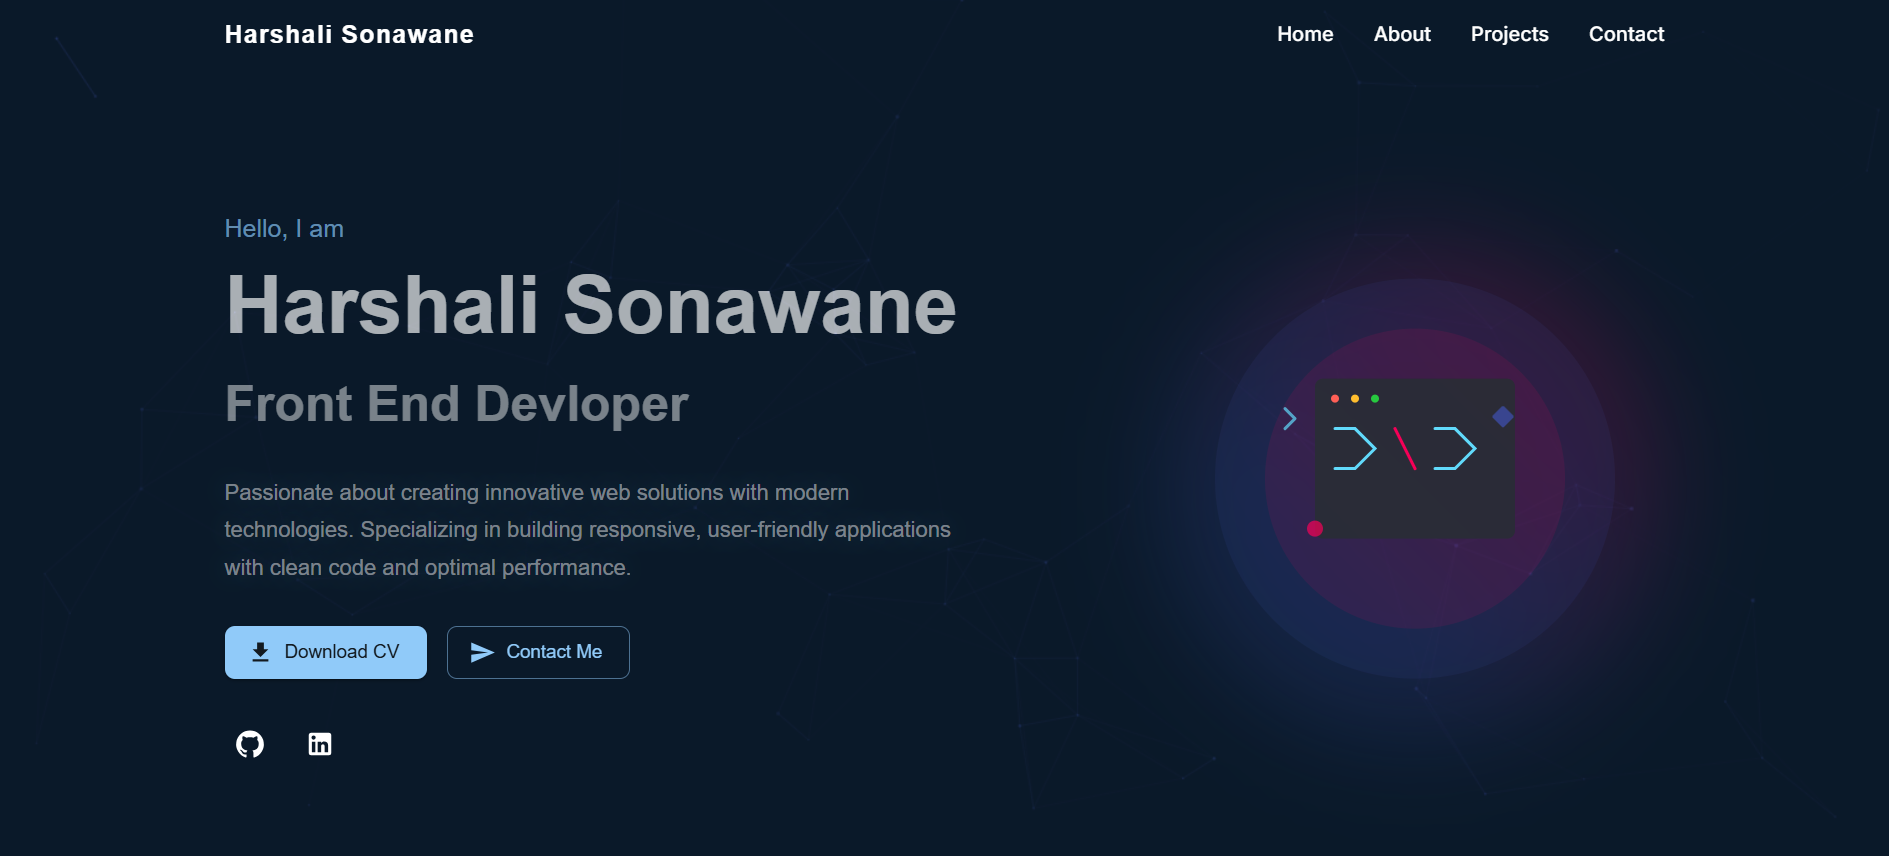 Harshali Sonawane
Home About Projects Contact
Hello, I am
Harshali Sonawane
Front End Devloper
Passionate about creating innovative web solutions with modern
technologies. Specializing in building responsive, user-friendly applications
with clean code and optimal performance.
Download CV
Contact Me